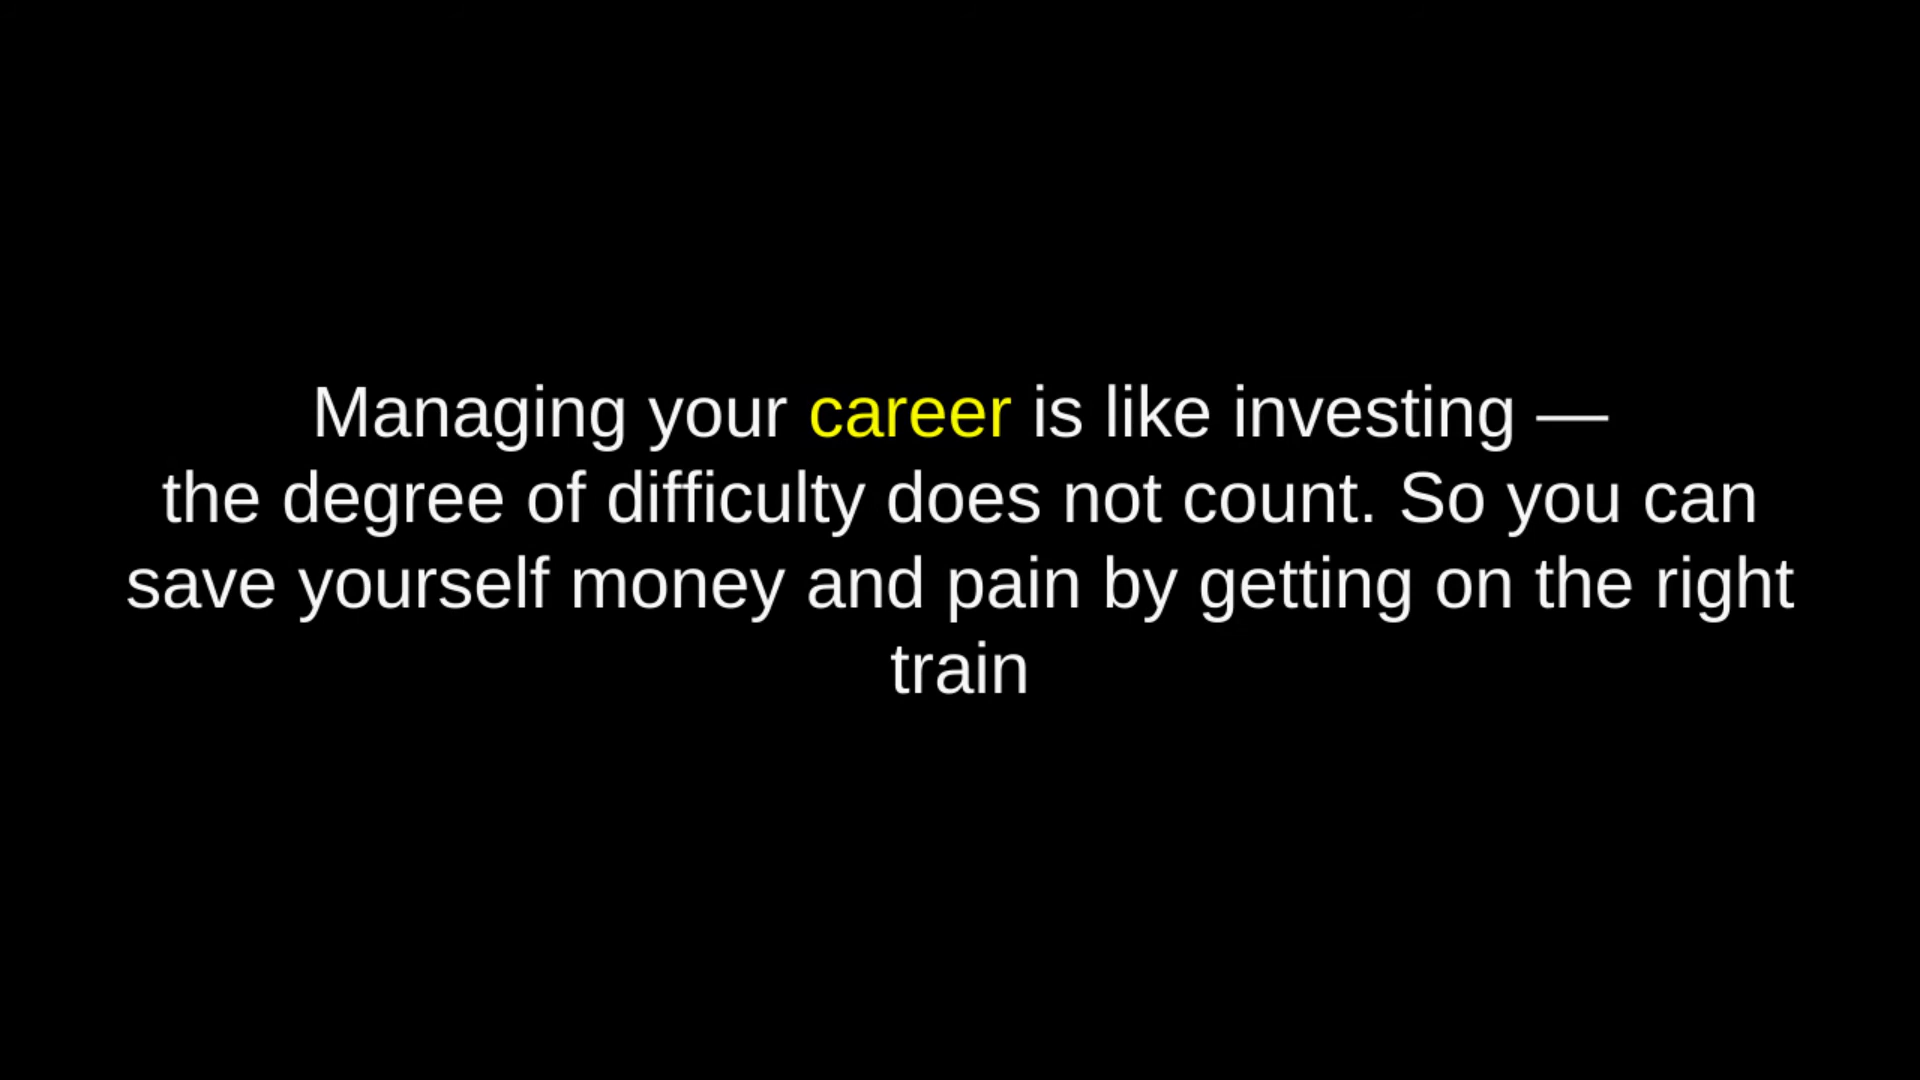 Managing your career is like investing —
the degree of difficulty does not count. So you can
save yourself money and pain by getting on the right
train